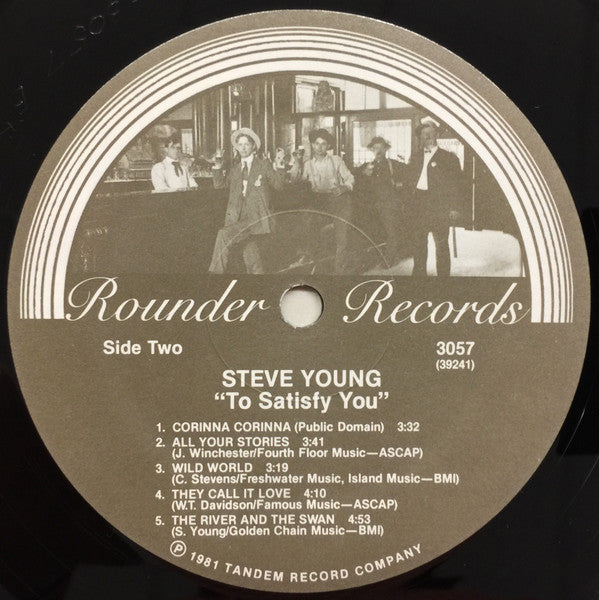 Rounder Records
Side Two 3057
(39241)
STEVE YOUNG
“To Satisfy You”
1. CORINNA CORINNA (Public Domain) 3:32
2. ALL YOUR STORIES 3:41
(J. Winchester/Fourth Floor Music—ASCAP)
3. WILD WORLD 3:19
(C. Stevens/Freshwater Music, Island Music—BMI)
4. THEY CALL IT LOVE 4:10
(W.T. Davidson/Famous Music—ASCAP)
5. THE RIVER AND THE SWAN 4:53
(S. Young/Golden Chain Music—BMI)
℗ 1981 TANDEM RECORD COMPANY